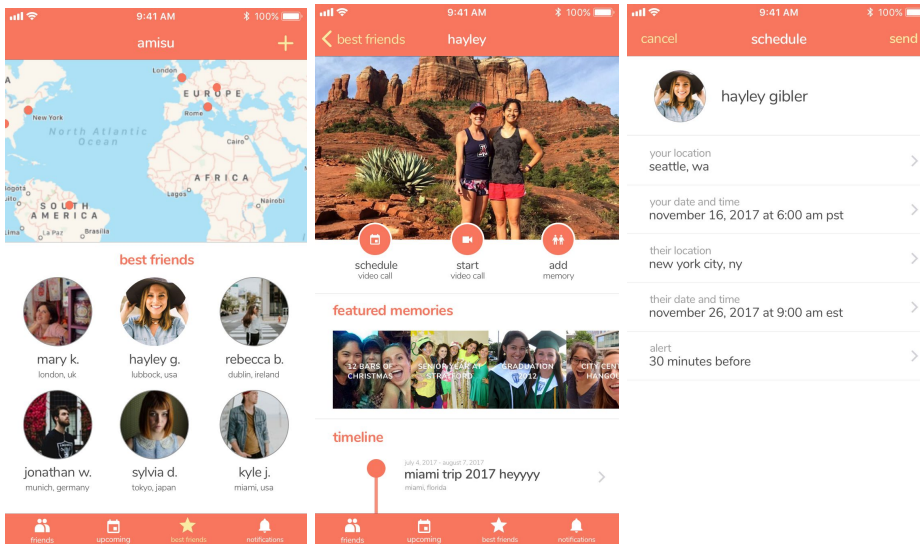 9:41 AM
100%
amisu
+
London
EUROPE
New York
Rome
North Atlantic
Ocean
Cairo
AFRICA
Lagos
Nairobi
SOUTH
AMERICA
La Paz
Brasília
best friends
mary k.
london, uk
hayley g.
lubbock, usa
rebecca b.
dublin, ireland
jonathan w.
munich, germany
sylvia d.
tokyo, japan
kyle j.
miami, usa
friends
upcoming
best friends
notifications
9:41 AM
100%
best friends
hayley
schedule
video call
start
video call
add
memory
featured memories
12 BARS OF
CHRISTMAS
SENIOR YEAR AT
STRATFORD
GRADUATION
2012
CITY CEN
HANGOU
timeline
july 4, 2017 - august 7, 2017
miami trip 2017 heyyyy
miami, florida
friends
upcoming
best friends
notifications
9:41 AM
100%
cancel
schedule
send
hayley gibler
your location
seattle, wa
your date and time
november 16, 2017 at 6:00 am pst
their location
new york city, ny
their date and time
november 26, 2017 at 9:00 am est
alert
30 minutes before